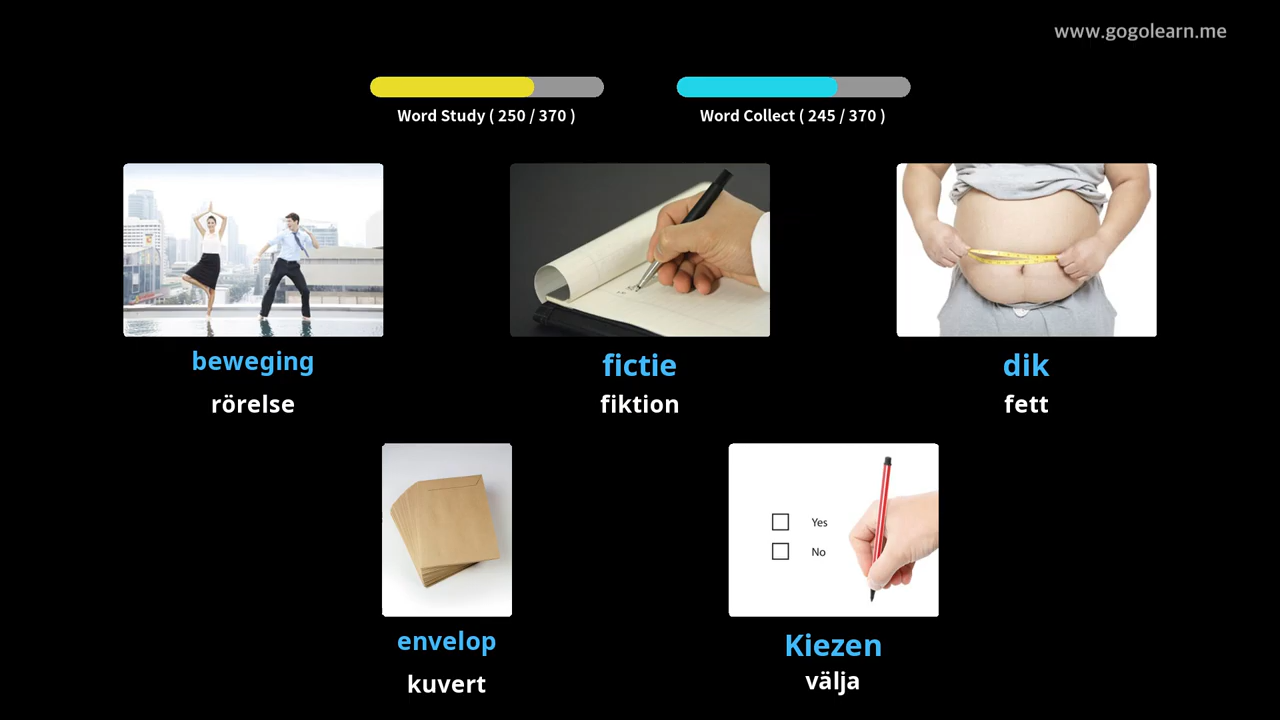 www.gogolearn.me
Word Study ( 250 / 370 )
Word Collect ( 245 / 370 )
beweging
rörelse
fictie
fiktion
dik
fett
Yes
No
envelop
kuvert
Kiezen
välja